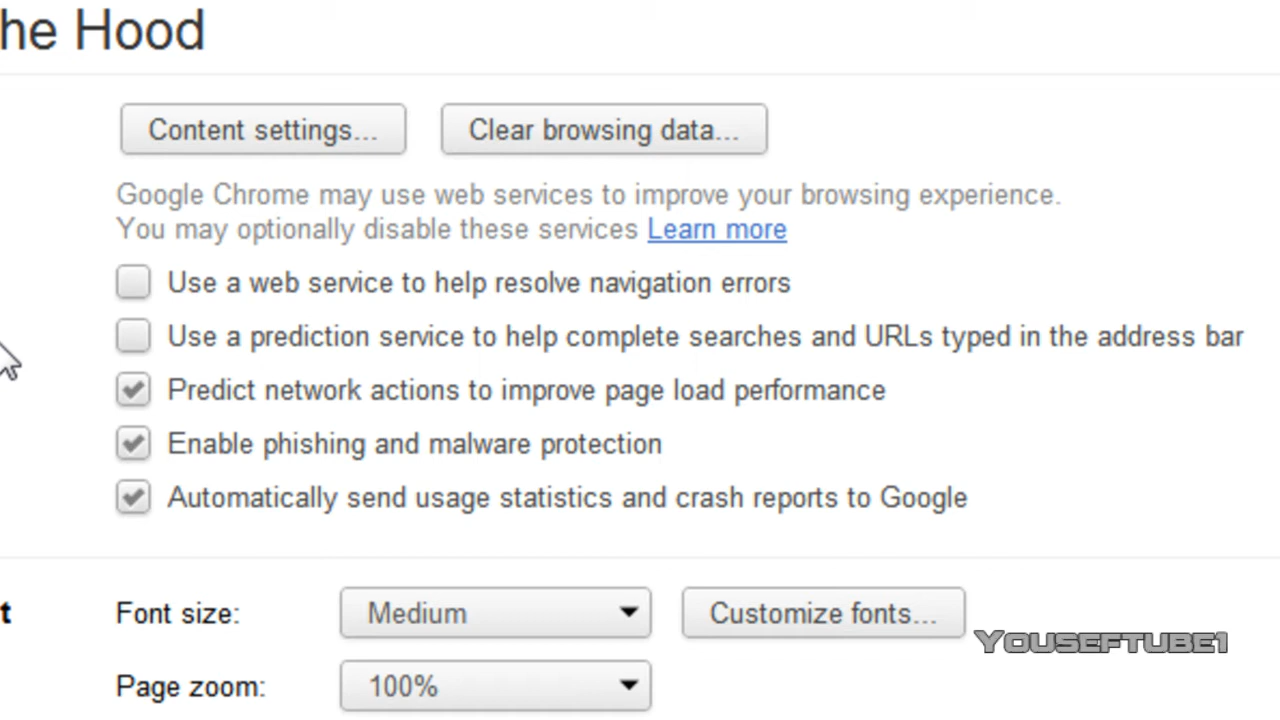 he Hood
Content settings...
Clear browsing data...
Google Chrome may use web services to improve your browsing experience.
You may optionally disable these services Learn more
Use a web service to help resolve navigation errors
Use a prediction service to help complete searches and URLs typed in the address bar
Predict network actions to improve page load performance
Enable phishing and malware protection
Automatically send usage statistics and crash reports to Google
t
Font size:
Medium
Customize fonts...
YOUSEFTUBE1
Page zoom:
100%